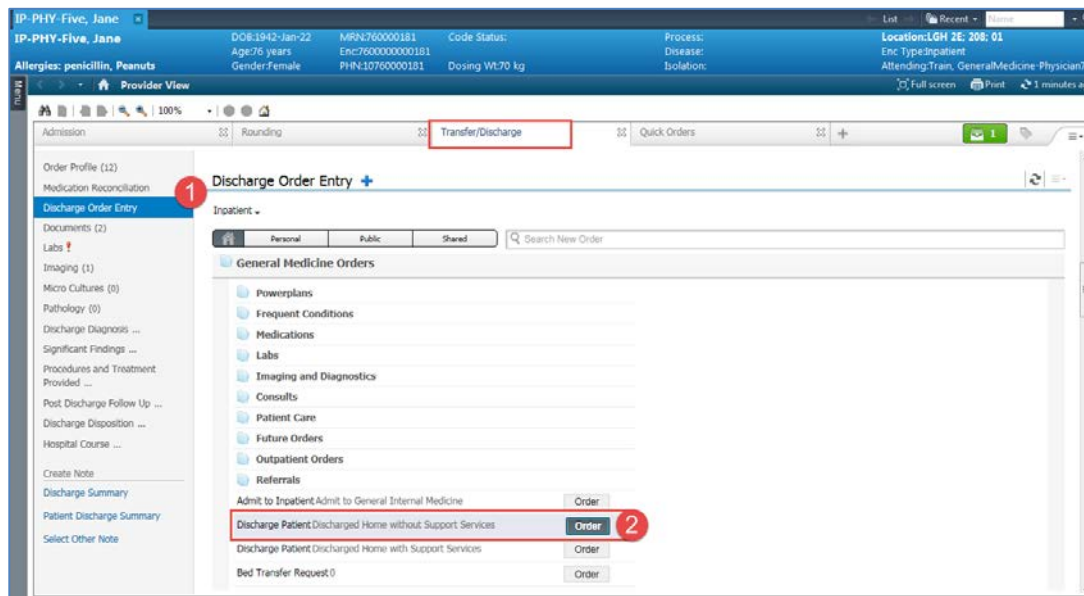 IP-PHY-Five, Jane
List
Recent
Name
IP-PHY-Five, Jane DOB:1942-Jan-22 MRN:760000181 Code Status: Process: Location:LGH 2E; 208; 01
Age:76 years Enc:7600000000181 Disease: Enc Type:Inpatient
Allergies: penicillin, Peanuts Gender:Female PHN:10760000181 Dosing Wt:70 kg Isolation: Attending:Train, GeneralMedicine-Physician7
Menu
Provider View Full screen Print 1 minutes a
100%
Admission Rounding Transfer/Discharge Quick Orders 1
Order Profile (12)
Medication Reconciliation
Discharge Order Entry
Documents (2)
Labs !
Imaging (1)
Micro Cultures (0)
Pathology (0)
Discharge Diagnosis ...
Significant Findings ...
Procedures and Treatment
Provided ...
Post Discharge Follow Up ...
Discharge Disposition ...
Hospital Course ...
Create Note
Discharge Summary
Patient Discharge Summary
Select Other Note
1
Discharge Order Entry +
Inpatient
Personal Public Shared Search New Order
General Medicine Orders
Powerplans
Frequent Conditions
Medications
Labs
Imaging and Diagnostics
Consults
Patient Care
Future Orders
Outpatient Orders
Referrals
Admit to Inpatient Admit to General Internal Medicine Order
Discharge Patient Discharged Home without Support Services Order 2
Discharge Patient Discharged Home with Support Services Order
Bed Transfer Request 0 Order